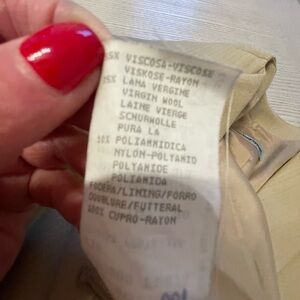 VISCOSA-VISCOSE
VISKOSE-RAYON
LANA VERGINE
VIRGIN WOOL
LAINE VIERGE
SCHURWOLLE
PURA LA
10% POLIAMMIDICA
NYLON-POLYAMID
POLYAMIDE
POLIAMIDA
FODERA/LINING/FORRO
DOUBLURE/FUTTERAL
100% CUPRO-RAYON